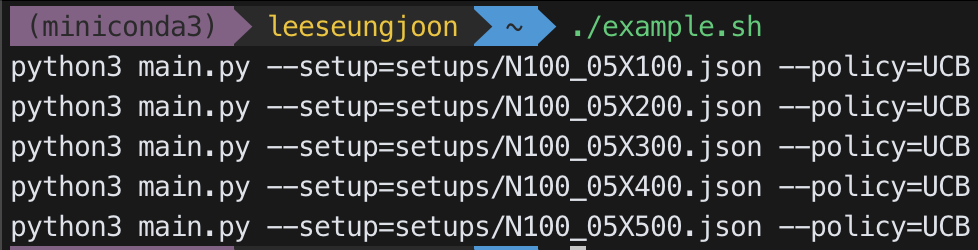 (miniconda3) leeseungjoon ~ ./example.sh
python3 main.py --setup=setups/N100_05X100.json --policy=UCB
python3 main.py --setup=setups/N100_05X200.json --policy=UCB
python3 main.py --setup=setups/N100_05X300.json --policy=UCB
python3 main.py --setup=setups/N100_05X400.json --policy=UCB
python3 main.py --setup=setups/N100_05X500.json --policy=UCB